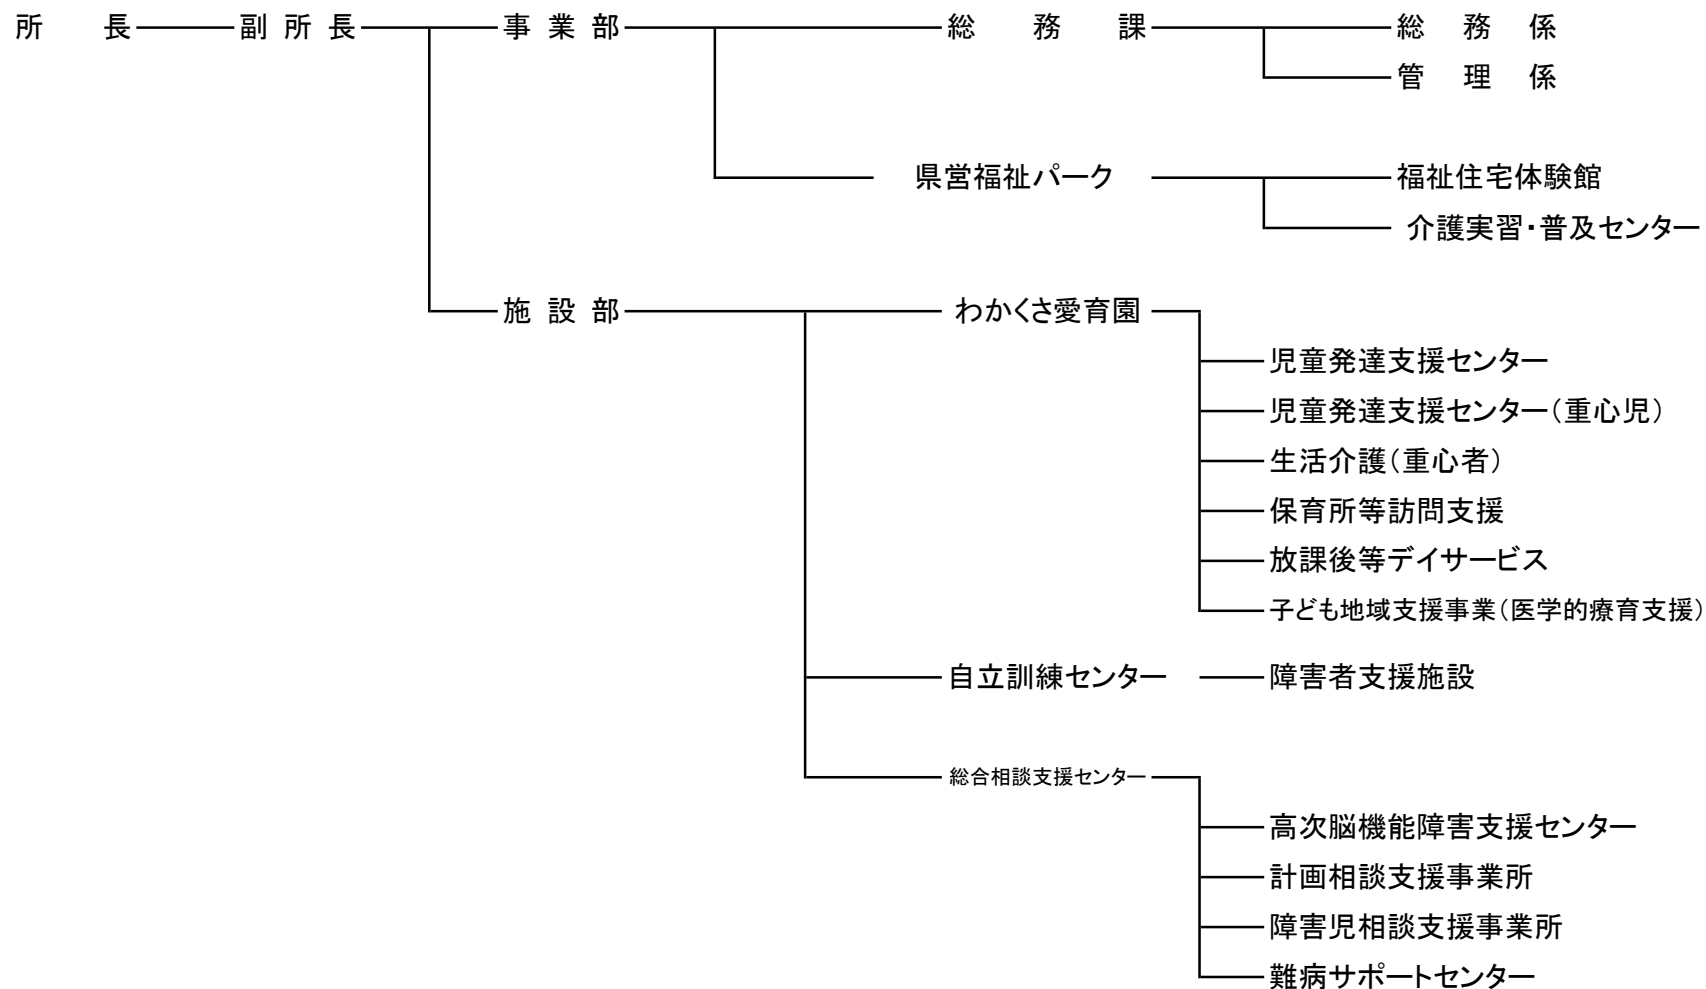 所長 副所長 事業部 総務課 総務係
管理係
県営福祉パーク 福祉住宅体験館
介護実習・普及センター
施設部 わかくさ愛育園
児童発達支援センター
児童発達支援センター（重心児）
生活介護（重心者）
保育所等訪問支援
放課後等デイサービス
子ども地域支援事業（医学的療育支援）
自立訓練センター 障害者支援施設
総合相談支援センター
高次脳機能障害支援センター
計画相談支援事業所
障害児相談支援事業所
難病サポートセンター